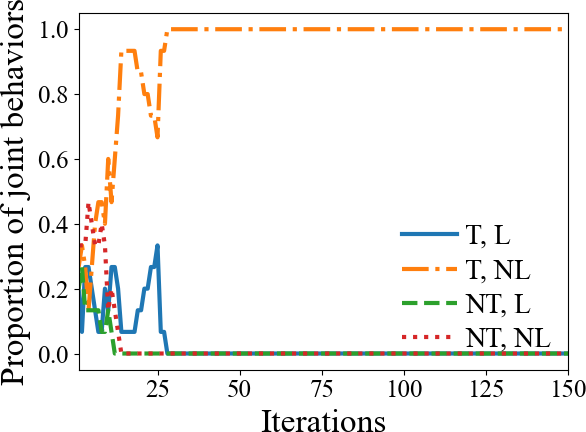 Proportion of joint behaviors
1.0
0.8
0.6
0.4
0.2
0.0
T, L
T, NL
NT, L
NT, NL
25 50 75 100 125 150
Iterations